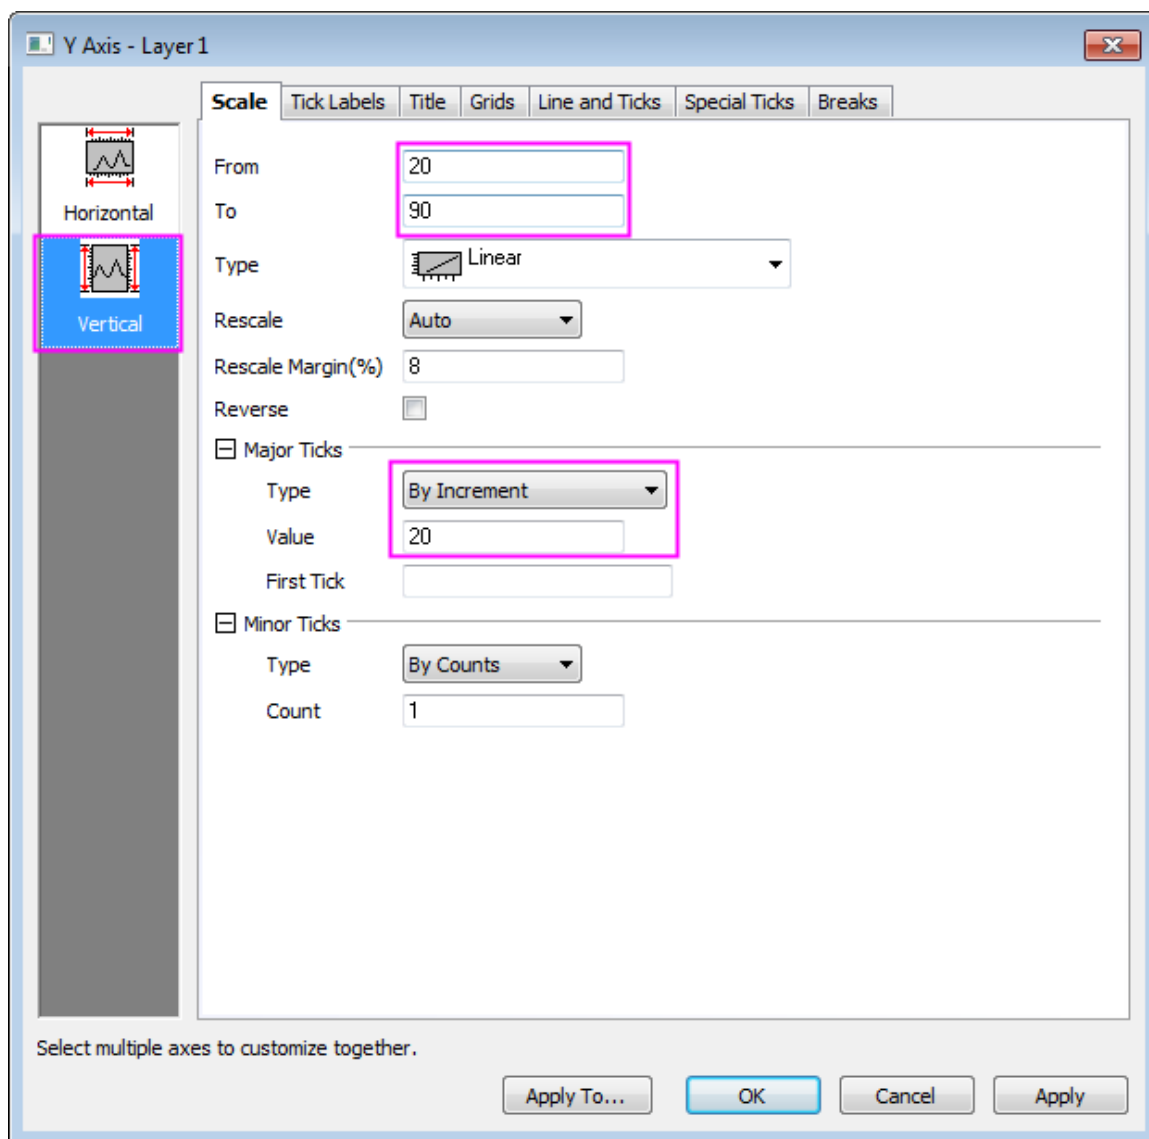 Y Axis - Layer 1
Scale Tick Labels Title Grids Line and Ticks Special Ticks Breaks
Horizontal
Vertical
From 20
To 90
Type Linear
Rescale Auto
Rescale Margin(%) 8
Reverse
Major Ticks
Type By Increment
Value 20
First Tick
Minor Ticks
Type By Counts
Count 1
Select multiple axes to customize together.
Apply To... OK Cancel Apply